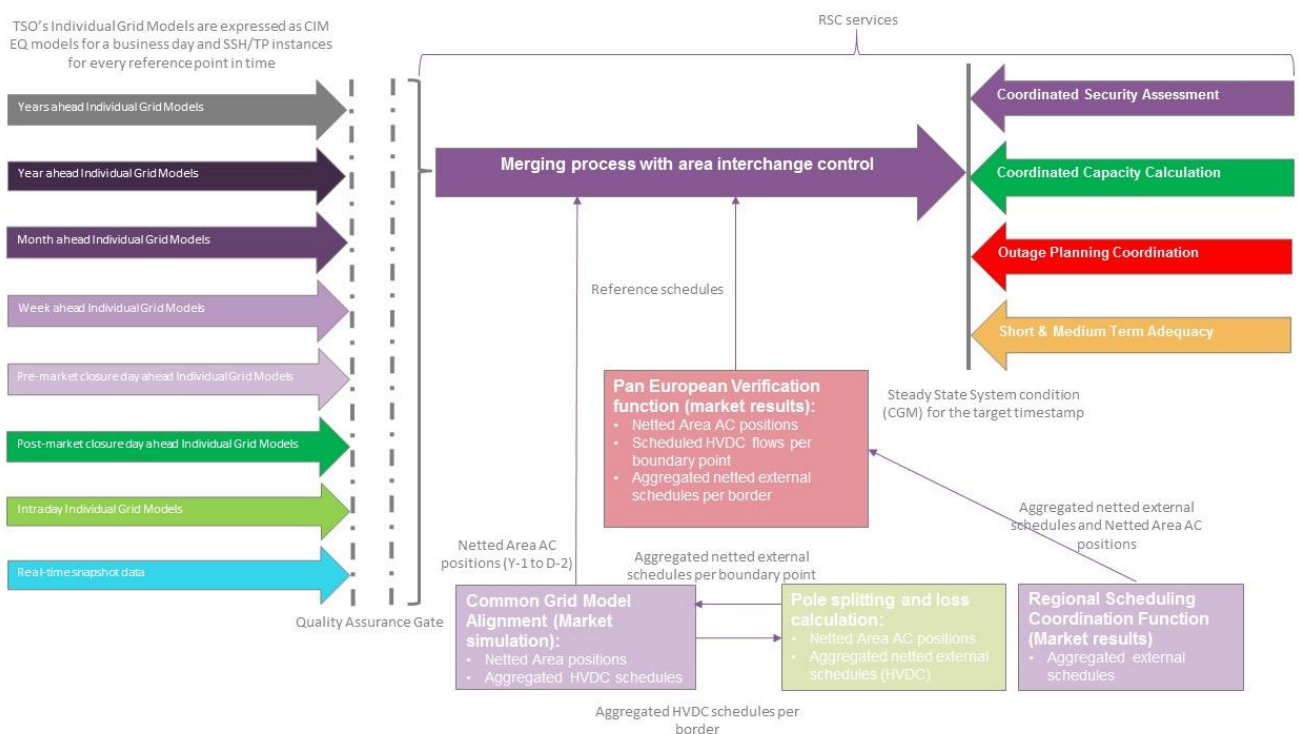 TSO's Individual Grid Models are expressed as CIM
EQ models for a business day and SSH/TP instances
for every reference point in time
RSC services
Years ahead Individual Grid Models
Year ahead Individual Grid Models
Month ahead Individual Grid Models
Week ahead Individual Grid Models
Pre-market closure day ahead Individual Grid Models
Post-market closure day ahead Individual Grid Models
Intraday Individual Grid Models
Real-time snapshot data
Quality Assurance Gate
Merging process with area interchange control
Coordinated Security Assessment
Coordinated Capacity Calculation
Outage Planning Coordination
Short & Medium Term Adequacy
Steady State System condition
(CGM) for the target timestamp
Reference schedules
Pan European Verification
function (market results):
• Netted Area AC positions
• Scheduled HVDC flows per
boundary point
• Aggregated netted external
schedules per border
Netted Area AC
positions (Y-1 to D-2)
Aggregated netted external
schedules per boundary point
Aggregated netted external
schedules and Netted Area AC
positions
Common Grid Model
Alignment (Market
simulation):
• Netted Area positions
• Aggregated HVDC schedules
Pole splitting and loss
calculation:
• Netted Area AC positions
• Aggregated netted external
schedules (HVDC)
Regional Scheduling
Coordination Function
(Market results)
• Aggregated external
schedules
Aggregated HVDC schedules per
border